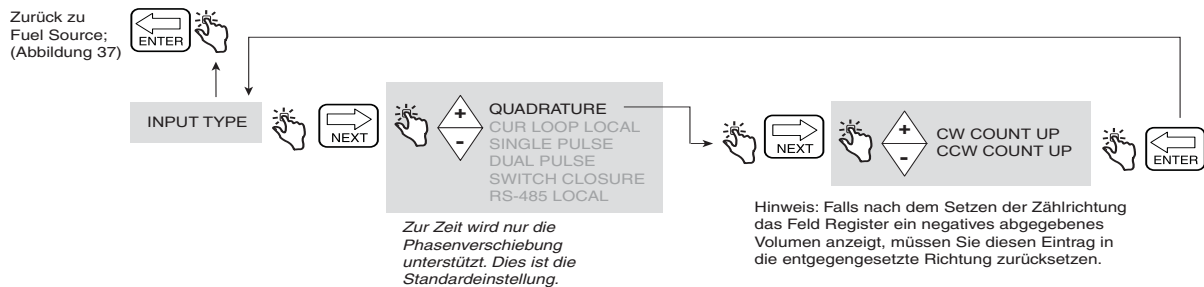 Zurück zu
Fuel Source;
(Abbildung 37)
ENTER
INPUT TYPE
NEXT
+
-
QUADRATURE
CUR LOOP LOCAL
SINGLE PULSE
DUAL PULSE
SWITCH CLOSURE
RS-485 LOCAL
Zur Zeit wird nur die
Phasenverschiebung
unterstützt. Dies ist die
Standardeinstellung.
NEXT
+
-
CW COUNT UP
CCW COUNT UP
ENTER
Hinweis: Falls nach dem Setzen der Zählrichtung
das Feld Register ein negatives abgegebenes
Volumen anzeigt, müssen Sie diesen Eintrag in
die entgegengesetzte Richtung zurücksetzen.